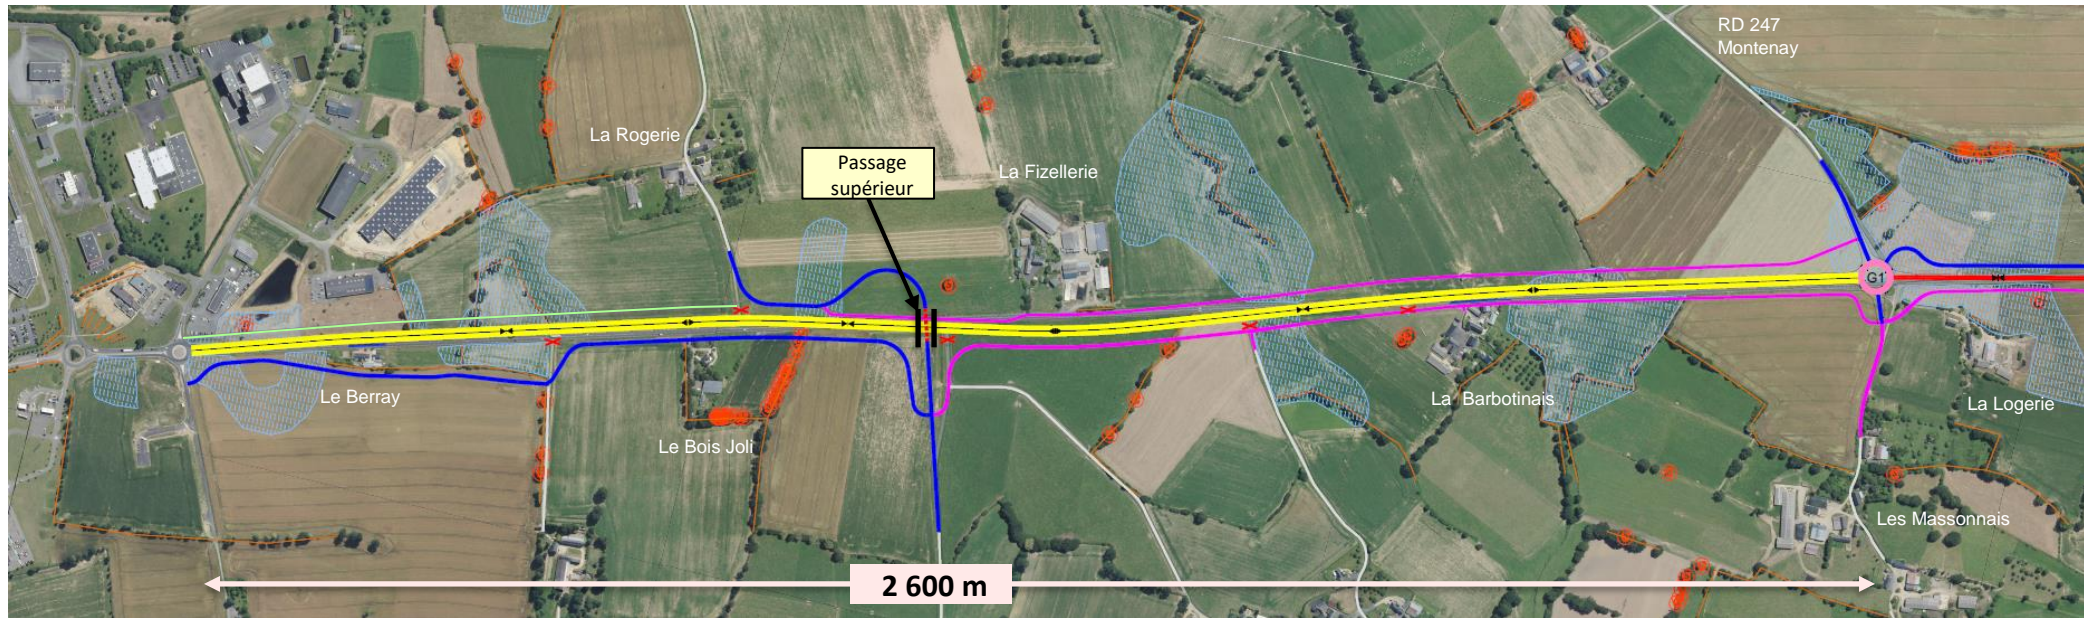 RD 247
Montenay
La Rogerie
Passage
supérieur
La Fizellerie
G1
Le Berray
La Barbotinais
La Logerie
Le Bois Joli
Les Massonnais
2 600 m